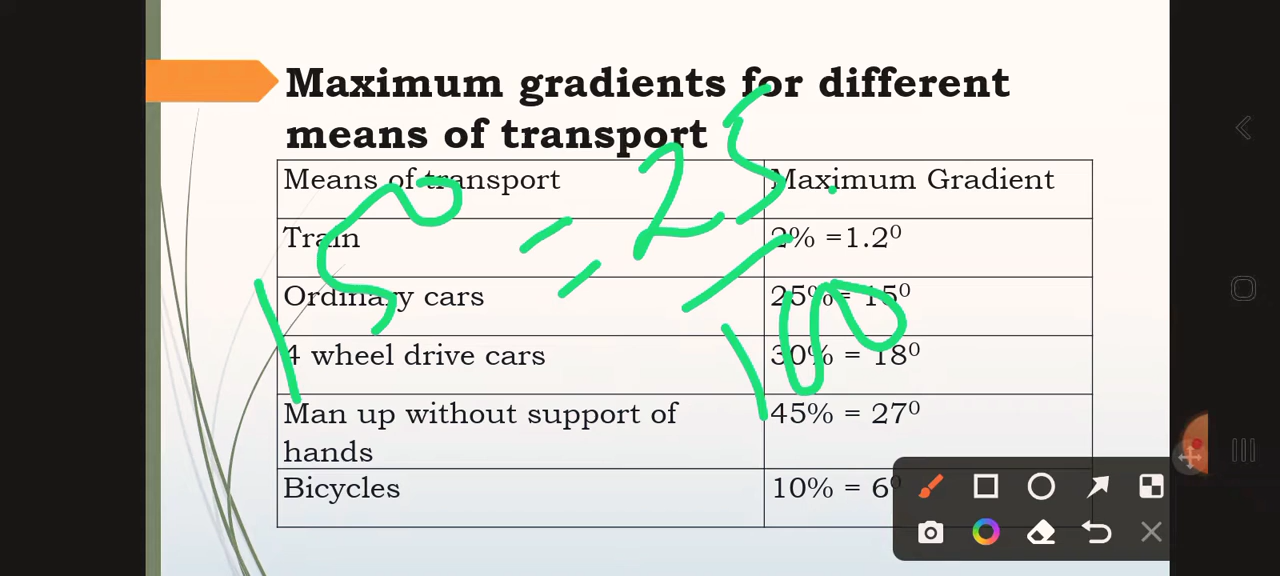 Maximum gradients for different
means of transport
Means of transport Maximum Gradient
Train 2% =1.2⁰
Ordinary cars 25%= 15⁰
4 wheel drive cars 30% = 18⁰
Man up without support of 45% = 27⁰
hands
Bicycles 10% = 6⁰
15⁰ = 25/100